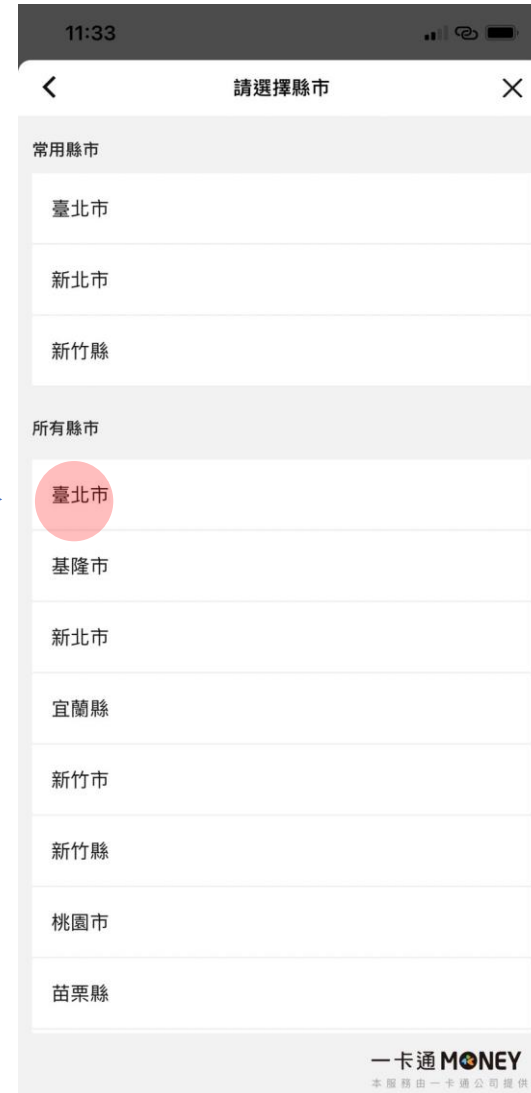 11:33
請選擇縣市
常用縣市
臺北市
新北市
新竹縣
所有縣市
臺北市
基隆市
新北市
宜蘭縣
新竹市
新竹縣
桃園市
苗栗縣
一卡通 MONEY
本服務由一卡通公司提供